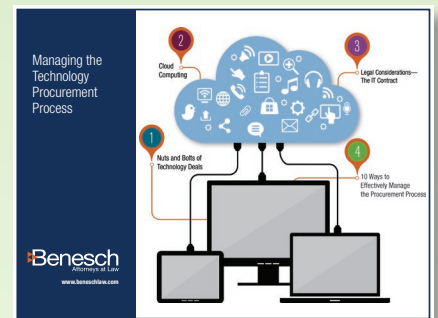 Managing the
Technology
Procurement
Process
2
Cloud
Computing
3
Legal Considerations—
The IT Contract
1
Nuts and Bolts of
Technology Deals
4
10 Ways to
Effectively Manage
the Procurement Process
Benesch
Attorneys at Law
www.beneschlaw.com